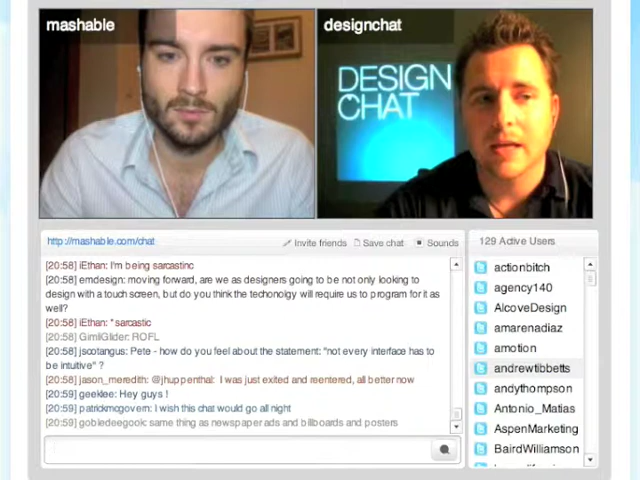 mashable
designchat
DESIGN
CHAT
http://mashable.com/chat
Invite friends
Save chat
Sounds
129 Active Users
[20:58] iEthan: I'm being sarcastinc
[20:58] emdesign: moving forward, are we as designers going to be not only looking to
design with a touch screen, but do you think the techonolgy will require us to program for it as
well?
[20:58] iEthan: *sarcastic
[20:58] GimliGlider: ROFL
[20:58] jscotangus: Pete - how do you feel about the statement: "not every interface has to
be intuitive" ?
[20:58] jason_meredith: @jhuppenthal: I was just exited and reentered, all better now
[20:59] geeklee: Hey guys !
[20:59] patrickmcgovern: I wish this chat would go all night
[20:59] gobledeegook: same thing as newspaper ads and billboards and posters
actionbitch
agency140
AlcoveDesign
amarenadiaz
amotion
andrewtibbetts
andythompson
Antonio_Matias
AspenMarketing
BairdWilliamson